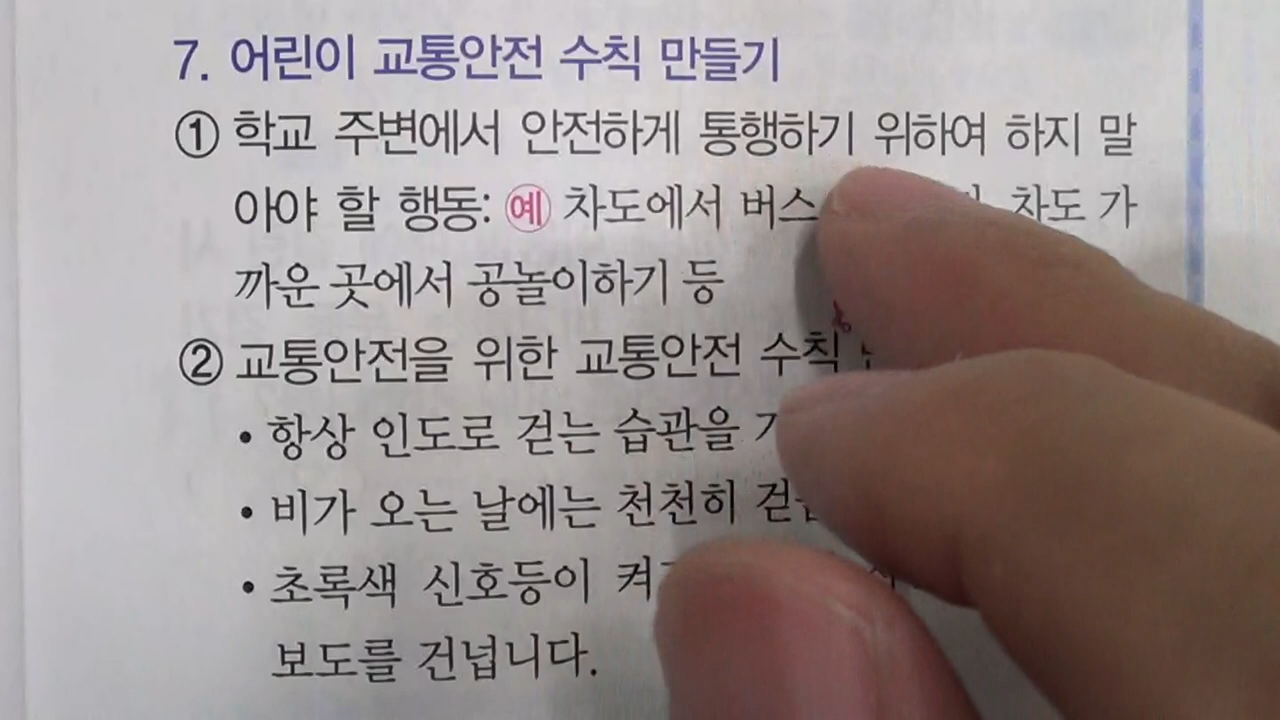 7. 어린이 교통안전 수칙 만들기
① 학교 주변에서 안전하게 통행하기 위하여 하지 말
아야 할 행동: 예 차도에서 버스 차도 가
까운 곳에서 공놀이하기 등
② 교통안전을 위한 교통안전 수칙
• 항상 인도로 걷는 습관을
• 비가 오는 날에는 천천히
• 초록색 신호등이
보도를 건넙니다.